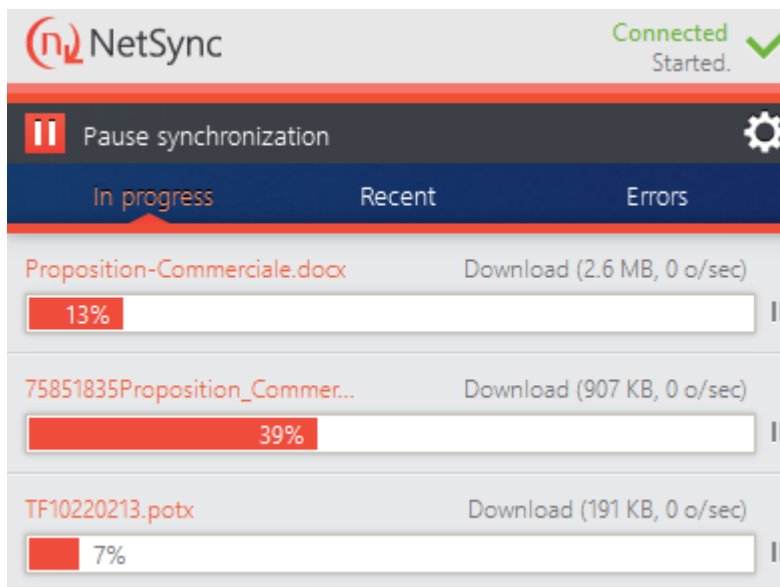 NetSync
Connected
Started.
Pause synchronization
In progress Recent Errors
Proposition-Commerciale.docx Download (2.6 MB, 0 o/sec)
13%
75851835Proposition_Commer... Download (907 KB, 0 o/sec)
39%
TF10220213.potx Download (191 KB, 0 o/sec)
7%